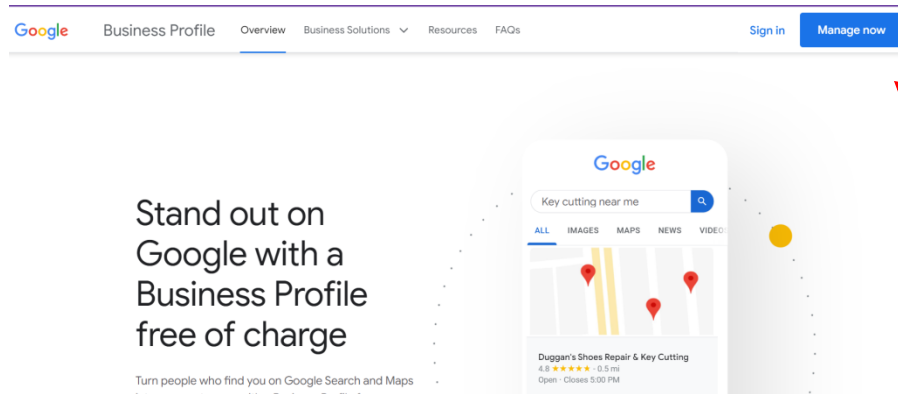 Google Business Profile Overview Business Solutions Resources FAQs Sign in Manage now
Stand out on
Google with a
Business Profile
free of charge
Turn people who find you on Google Search and Maps
Google
Key cutting near me
ALL IMAGES MAPS NEWS VIDEO
Duggan's Shoes Repair & Key Cutting
4.8 ★★★★★ · 0.5 mi
Open · Closes 5:00 PM